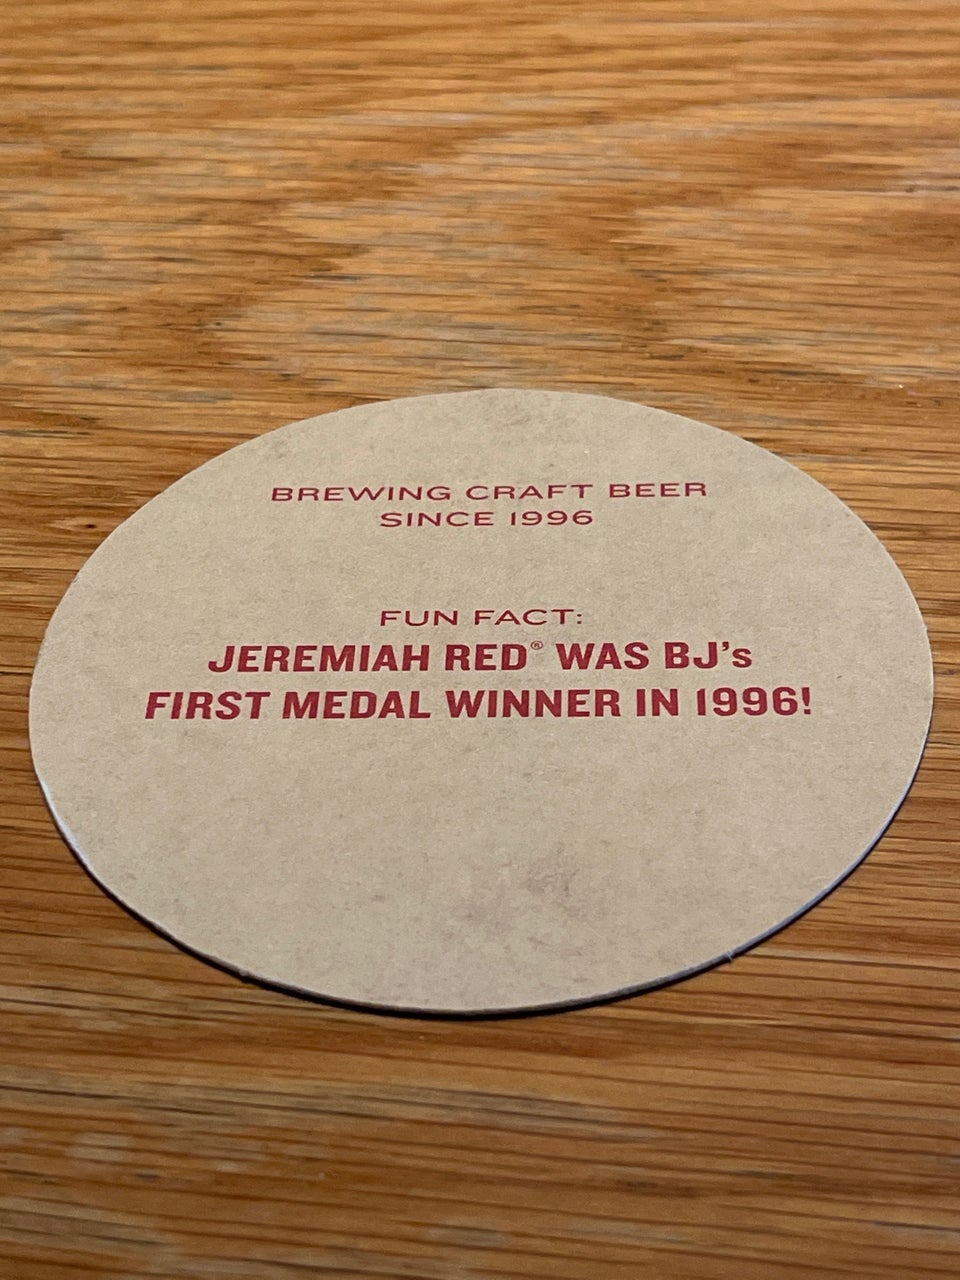 BREWING CRAFT BEER
SINCE 1996
FUN FACT:
JEREMIAH RED® WAS BJ's
FIRST MEDAL WINNER IN 1996!